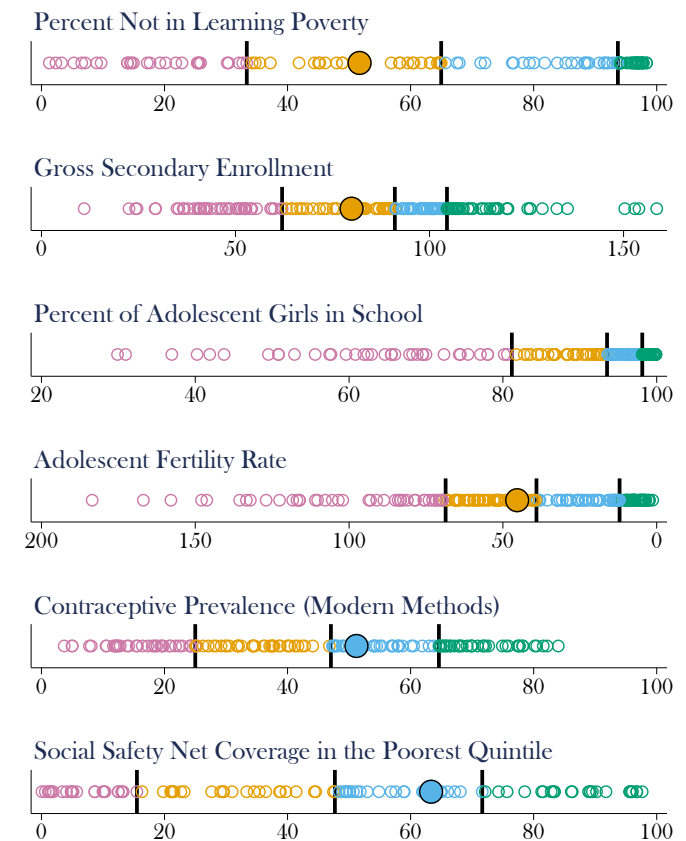 Percent Not in Learning Poverty
0 20 40 60 80 100
Gross Secondary Enrollment
0 50 100 150
Percent of Adolescent Girls in School
20 40 60 80 100
Adolescent Fertility Rate
200 150 100 50 0
Contraceptive Prevalence (Modern Methods)
0 20 40 60 80 100
Social Safety Net Coverage in the Poorest Quintile
0 20 40 60 80 100